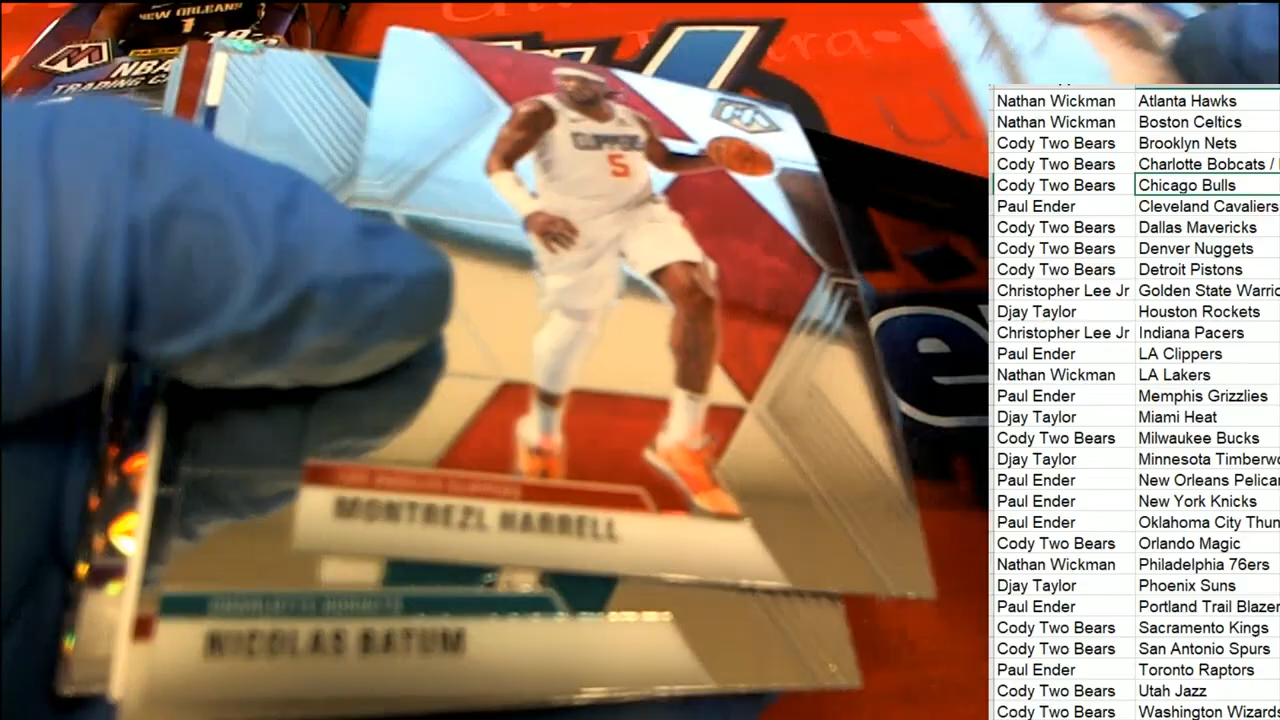 NEW ORLEANS
1
PANINI
NBA
TRADING C
CLIPPERS
5
MONTREZL HARRELL
CHARLOTTE HORNETS
NICOLAS BATUM
Nathan Wickman Atlanta Hawks
Nathan Wickman Boston Celtics
Cody Two Bears Brooklyn Nets
Cody Two Bears Charlotte Bobcats /
Cody Two Bears Chicago Bulls
Paul Ender Cleveland Cavaliers
Cody Two Bears Dallas Mavericks
Cody Two Bears Denver Nuggets
Cody Two Bears Detroit Pistons
Christopher Lee Jr Golden State Warric
Djay Taylor Houston Rockets
Christopher Lee Jr Indiana Pacers
Paul Ender LA Clippers
Nathan Wickman LA Lakers
Paul Ender Memphis Grizzlies
Djay Taylor Miami Heat
Cody Two Bears Milwaukee Bucks
Djay Taylor Minnesota Timberwo
Paul Ender New Orleans Pelican
Paul Ender New York Knicks
Paul Ender Oklahoma City Thun
Cody Two Bears Orlando Magic
Nathan Wickman Philadelphia 76ers
Djay Taylor Phoenix Suns
Paul Ender Portland Trail Blazer
Cody Two Bears Sacramento Kings
Cody Two Bears San Antonio Spurs
Paul Ender Toronto Raptors
Cody Two Bears Utah Jazz
Cody Two Bears Washington Wizards